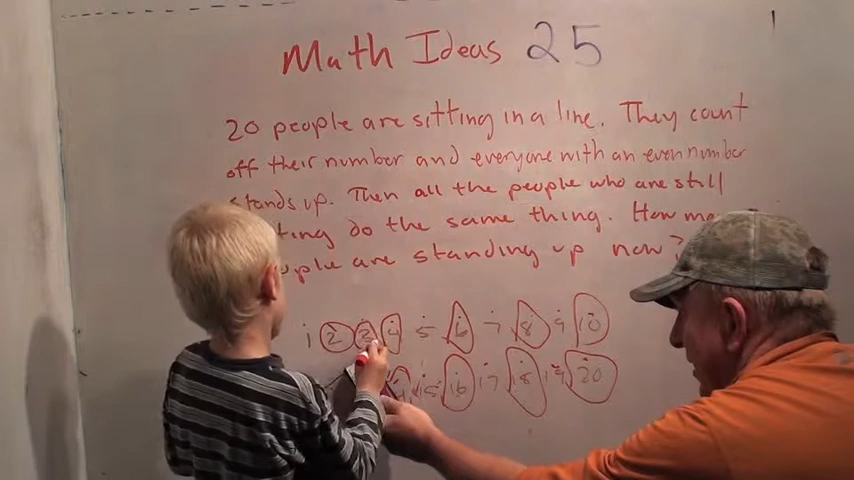 Math Ideas 25
20 people are sitting in a line. They count
off their number and everyone with an even number
stands up. Then all the people who are still
do the same thing. How
are standing up now?
1 2 3 4 5 6 7 8 9 10
15 16 17 18 19 20